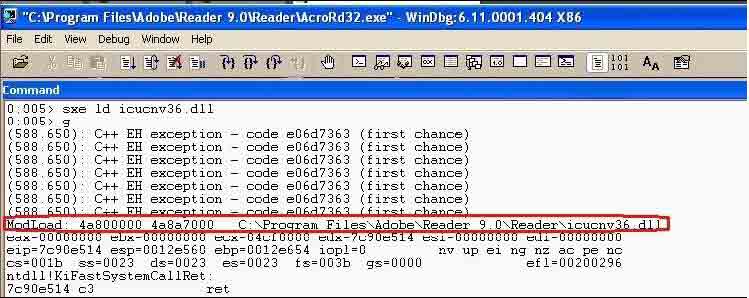 "C:\Program Files\Adobe\Reader 9.0\Reader\AcroRd32.exe" - WinDbg:6.11.0001.404 X86
File Edit View Debug Window Help
Command
0:005> sxe ld icucnv36.dll
0:005> g
(588.650): C++ EH exception - code e06d7363 (first chance)
(588.650): C++ EH exception - code e06d7363 (first chance)
(588.650): C++ EH exception - code e06d7363 (first chance)
(588.650): C++ EH exception - code e06d7363 (first chance)
(588.650): C++ EH exception - code e06d7363 (first chance)
(588.650): C++ EH exception - code e06d7363 (first chance)
(588.650): C++ EH exception - code e06d7363 (first chance)
ModLoad: 4a800000 4a8a7000 C:\Program Files\Adobe\Reader 9.0\Reader\icucnv36.dll
eax=00000000 ebx=00000000 ecx=04cf0000 edx=7c90e514 esi=00000000 edi=00000000
eip=7c90e514 esp=0012e560 ebp=0012e654 iopl=0 nv up ei ng nz ac pe nc
cs=001b ss=0023 ds=0023 es=0023 fs=003b gs=0000 efl=00200296
ntdll!KiFastSystemCallRet:
7c90e514 c3 ret